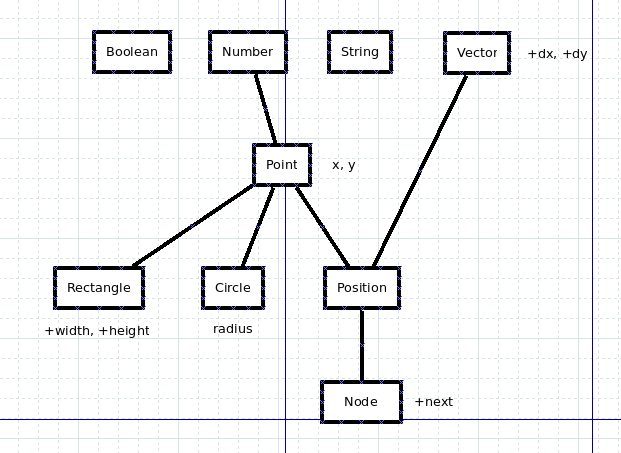 Boolean
Number
String
Vector
+dx, +dy
Point
x, y
Rectangle
Circle
Position
+width, +height
radius
Node
+next